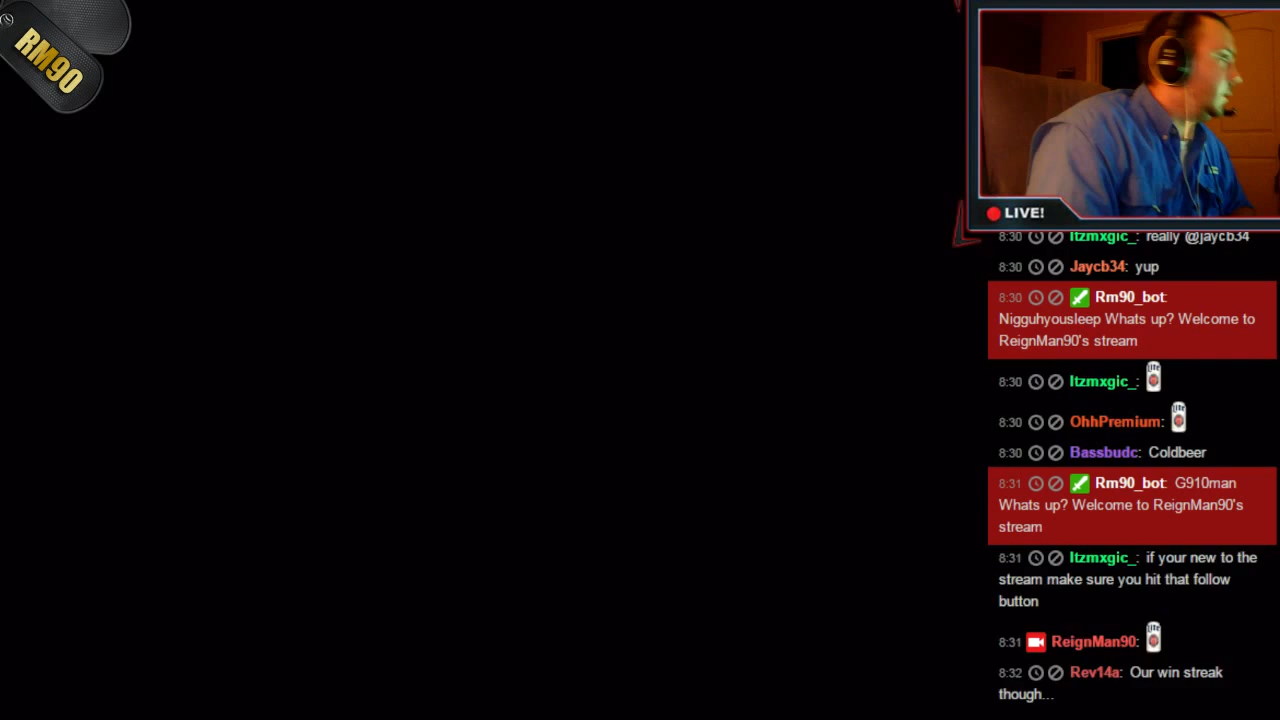 RM90
LIVE!
8:30 Itzmxgic_: really @jaycb34
8:30 Jaycb34: yup
8:30 Rm90_bot:
Nigguhyousleep Whats up? Welcome to
ReignMan90's stream
8:30 Itzmxgic_: Lite
8:30 OhhPremium: Lite
8:30 Bassbudc: Coldbeer
8:31 Rm90_bot: G910man
Whats up? Welcome to ReignMan90's
stream
8:31 Itzmxgic_: if your new to the
stream make sure you hit that follow
button
8:31 ReignMan90: Lite
8:32 Rev14a: Our win streak
though...